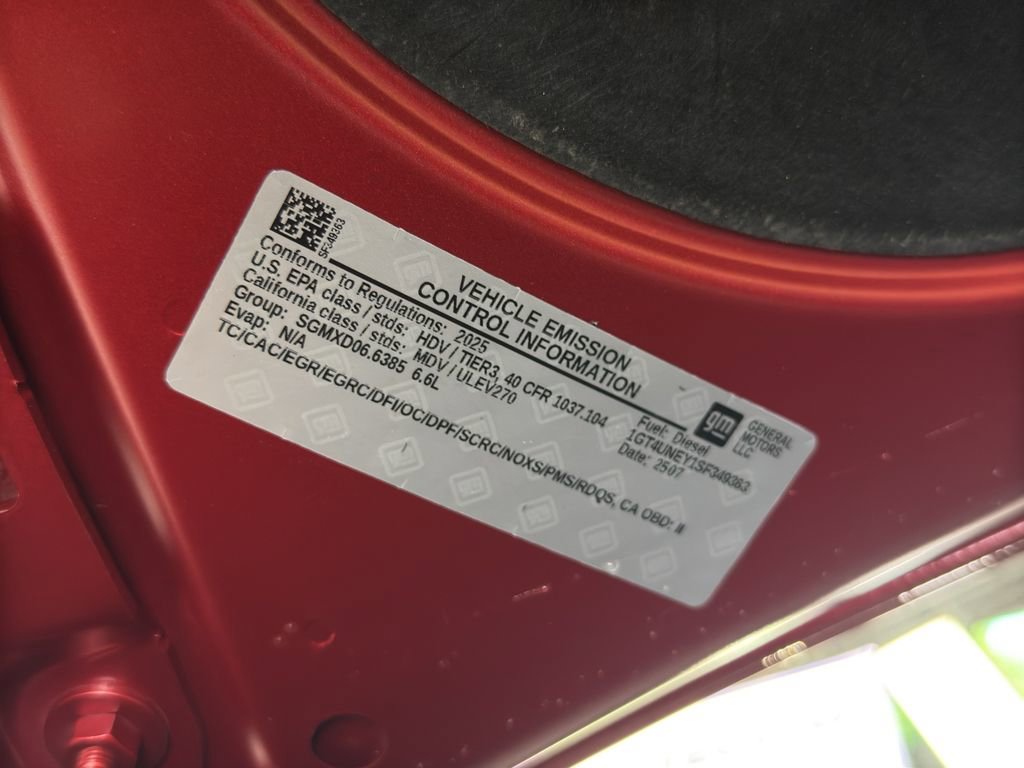 SF349363
VEHICLE EMISSION
CONTROL INFORMATION
gm
GENERAL
MOTORS
LLC
Conforms to Regulations: 2025
U.S. EPA class / stds: HDV / TIER3, 40 CFR 1037.104
California class / stds: MDV / ULEV270
Group: SGMXD06.6385 6.6L
Evap: N/A
Fuel: Diesel
1GT4UNEY1SF349363
Date: 2507
TC/CAC/EGR/EGRC/DFI/OC/DPF/SCRC/NOXS/PMS/RDQS, CA OBD: II